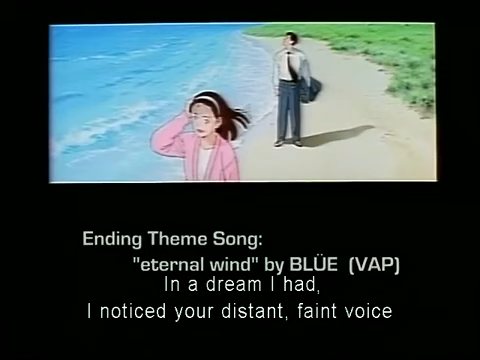 Ending Theme Song:
"eternal wind" by BLÜE (VAP)
In a dream I had,
I noticed your distant, faint voice